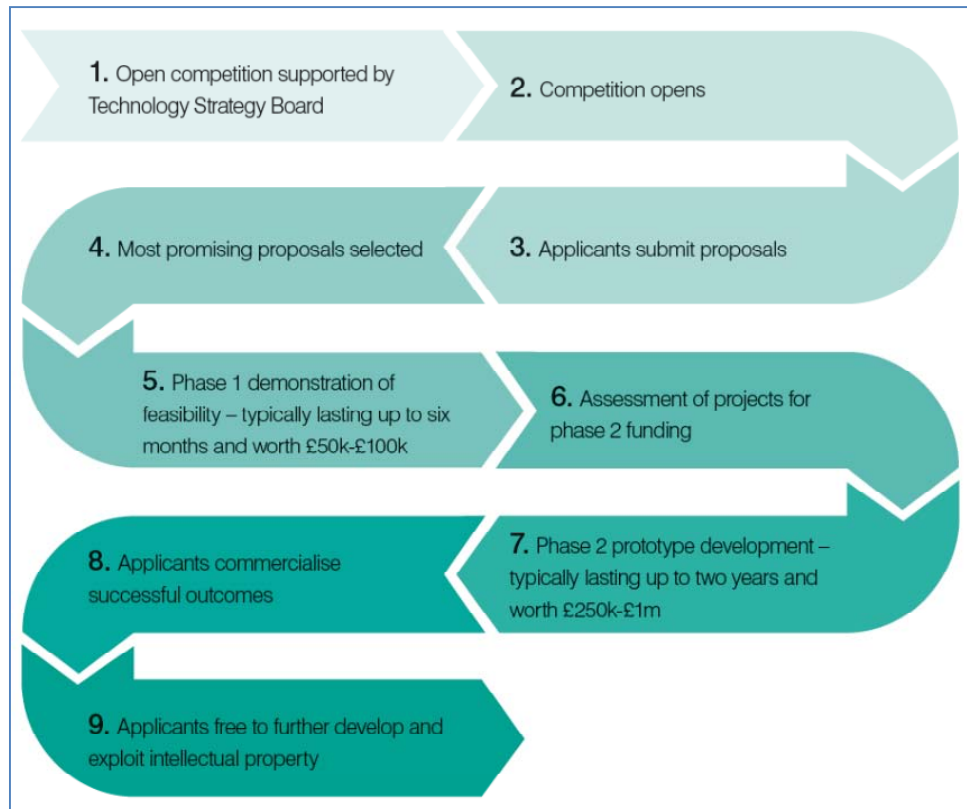 1. Open competition supported by
Technology Strategy Board
2. Competition opens
3. Applicants submit proposals
4. Most promising proposals selected
5. Phase 1 demonstration of
feasibility – typically lasting up to six
months and worth £50k-£100k
6. Assessment of projects for
phase 2 funding
7. Phase 2 prototype development –
typically lasting up to two years and
worth £250k-£1m
8. Applicants commercialise
successful outcomes
9. Applicants free to further develop and
exploit intellectual property